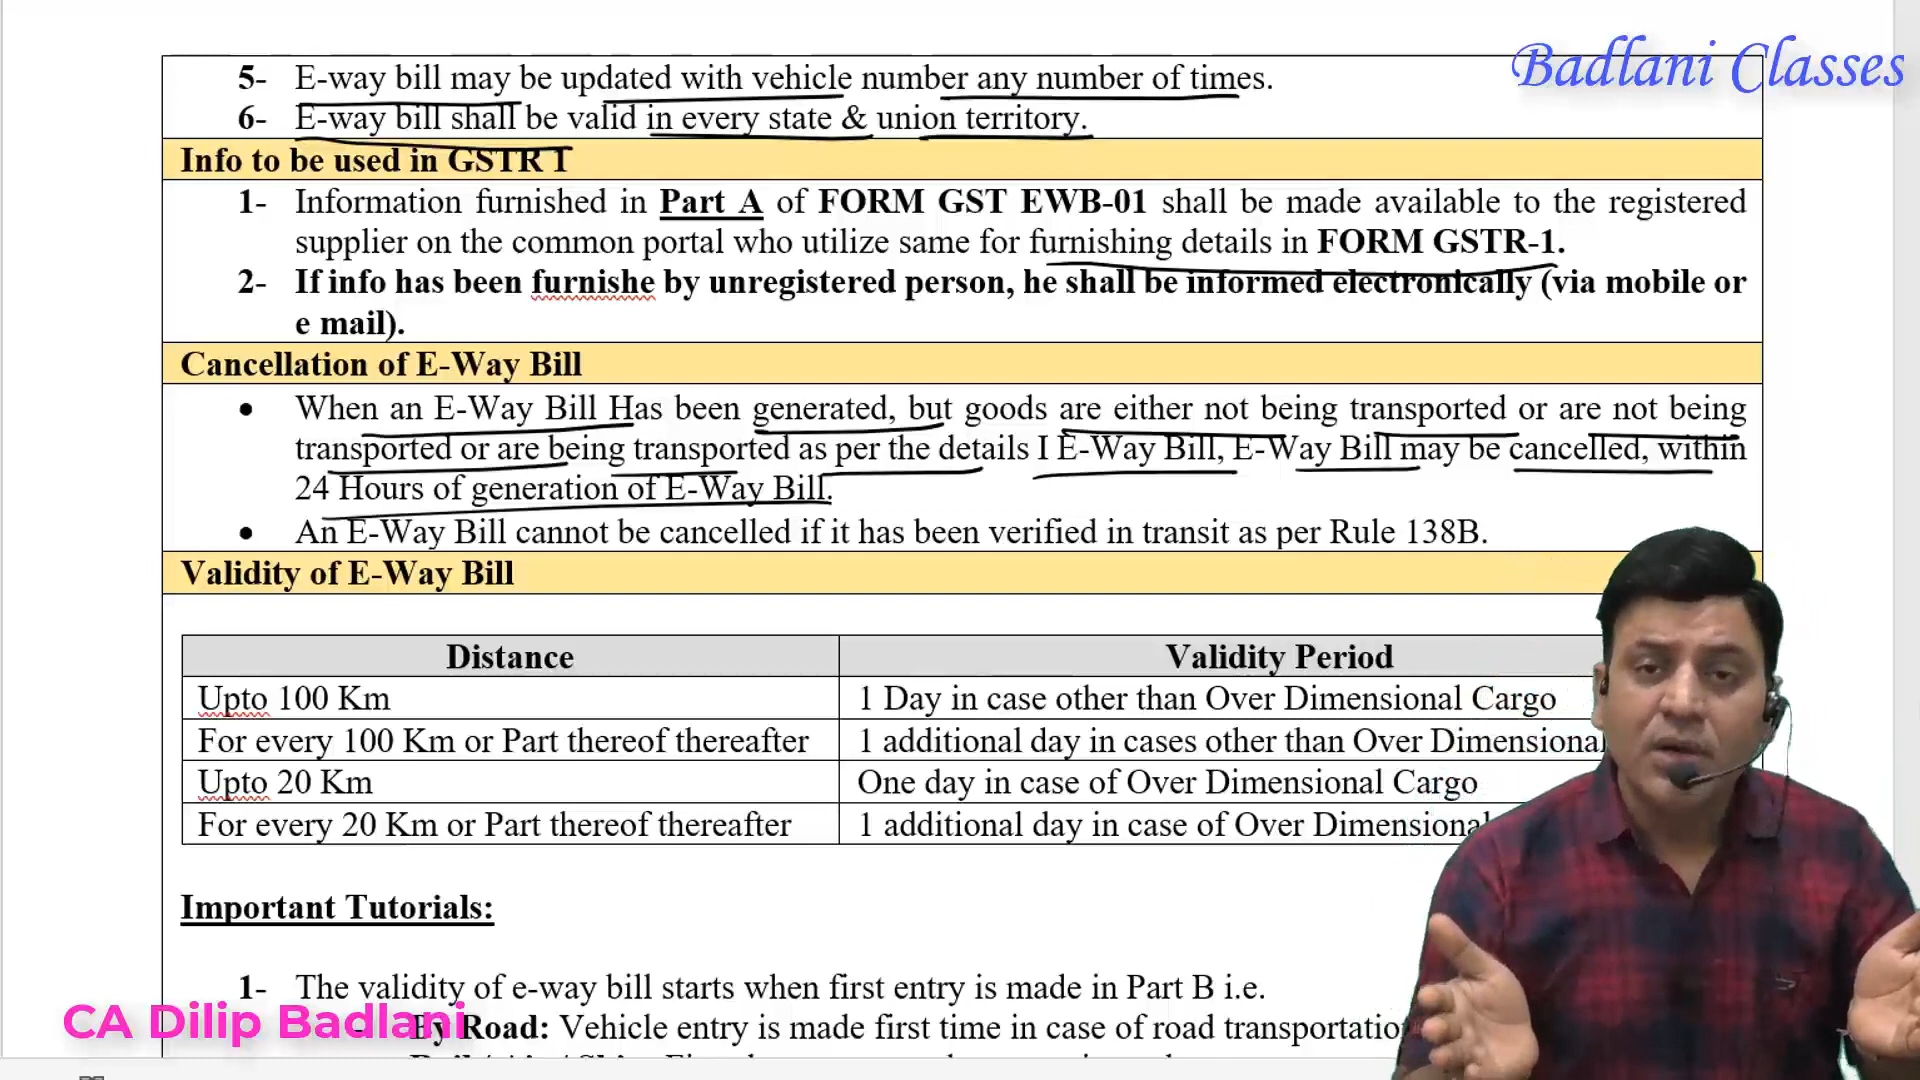 Badlani Classes
5- E-way bill may be updated with vehicle number any number of times.
6- E-way bill shall be valid in every state & union territory.
Info to be used in GSTR 1
1- Information furnished in Part A of FORM GST EWB-01 shall be made available to the registered
supplier on the common portal who utilize same for furnishing details in FORM GSTR-1.
2- If info has been furnishe by unregistered person, he shall be informed electronically (via mobile or
e mail).
Cancellation of E-Way Bill
• When an E-Way Bill Has been generated, but goods are either not being transported or are not being
transported or are being transported as per the details I E-Way Bill, E-Way Bill may be cancelled, within
24 Hours of generation of E-Way Bill.
• An E-Way Bill cannot be cancelled if it has been verified in transit as per Rule 138B.
Validity of E-Way Bill
Distance Validity Period
Upto 100 Km 1 Day in case other than Over Dimensional Cargo
For every 100 Km or Part thereof thereafter 1 additional day in cases other than Over Dimensional
Upto 20 Km One day in case of Over Dimensional Cargo
For every 20 Km or Part thereof thereafter 1 additional day in case of Over Dimensional
Important Tutorials:
1- The validity of e-way bill starts when first entry is made in Part B i.e.
CA Dilip Badlani
By Road: Vehicle entry is made first time in case of road transportation